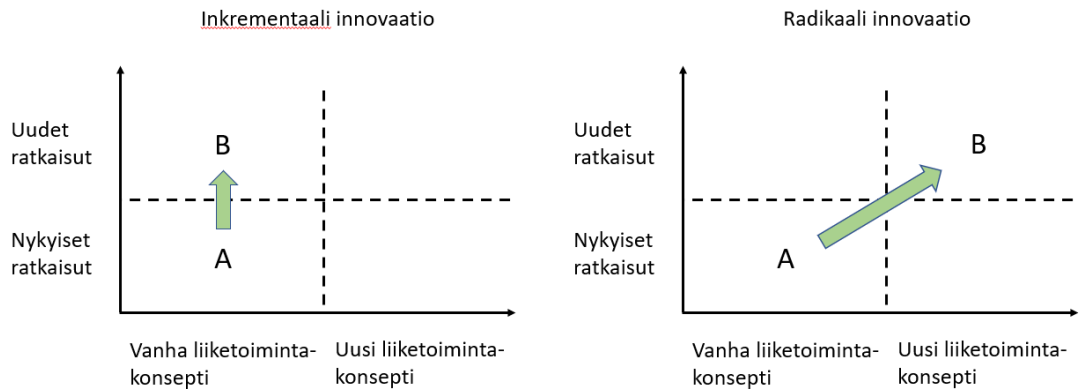 Inkrementaali innovaatio
Uudet
ratkaisut
B
Nykyiset
ratkaisut
A
Vanha liiketoiminta-
konsepti
Uusi liiketoiminta-
konsepti
Radikaali innovaatio
Uudet
ratkaisut
B
Nykyiset
ratkaisut
A
Vanha liiketoiminta-
konsepti
Uusi liiketoiminta-
konsepti